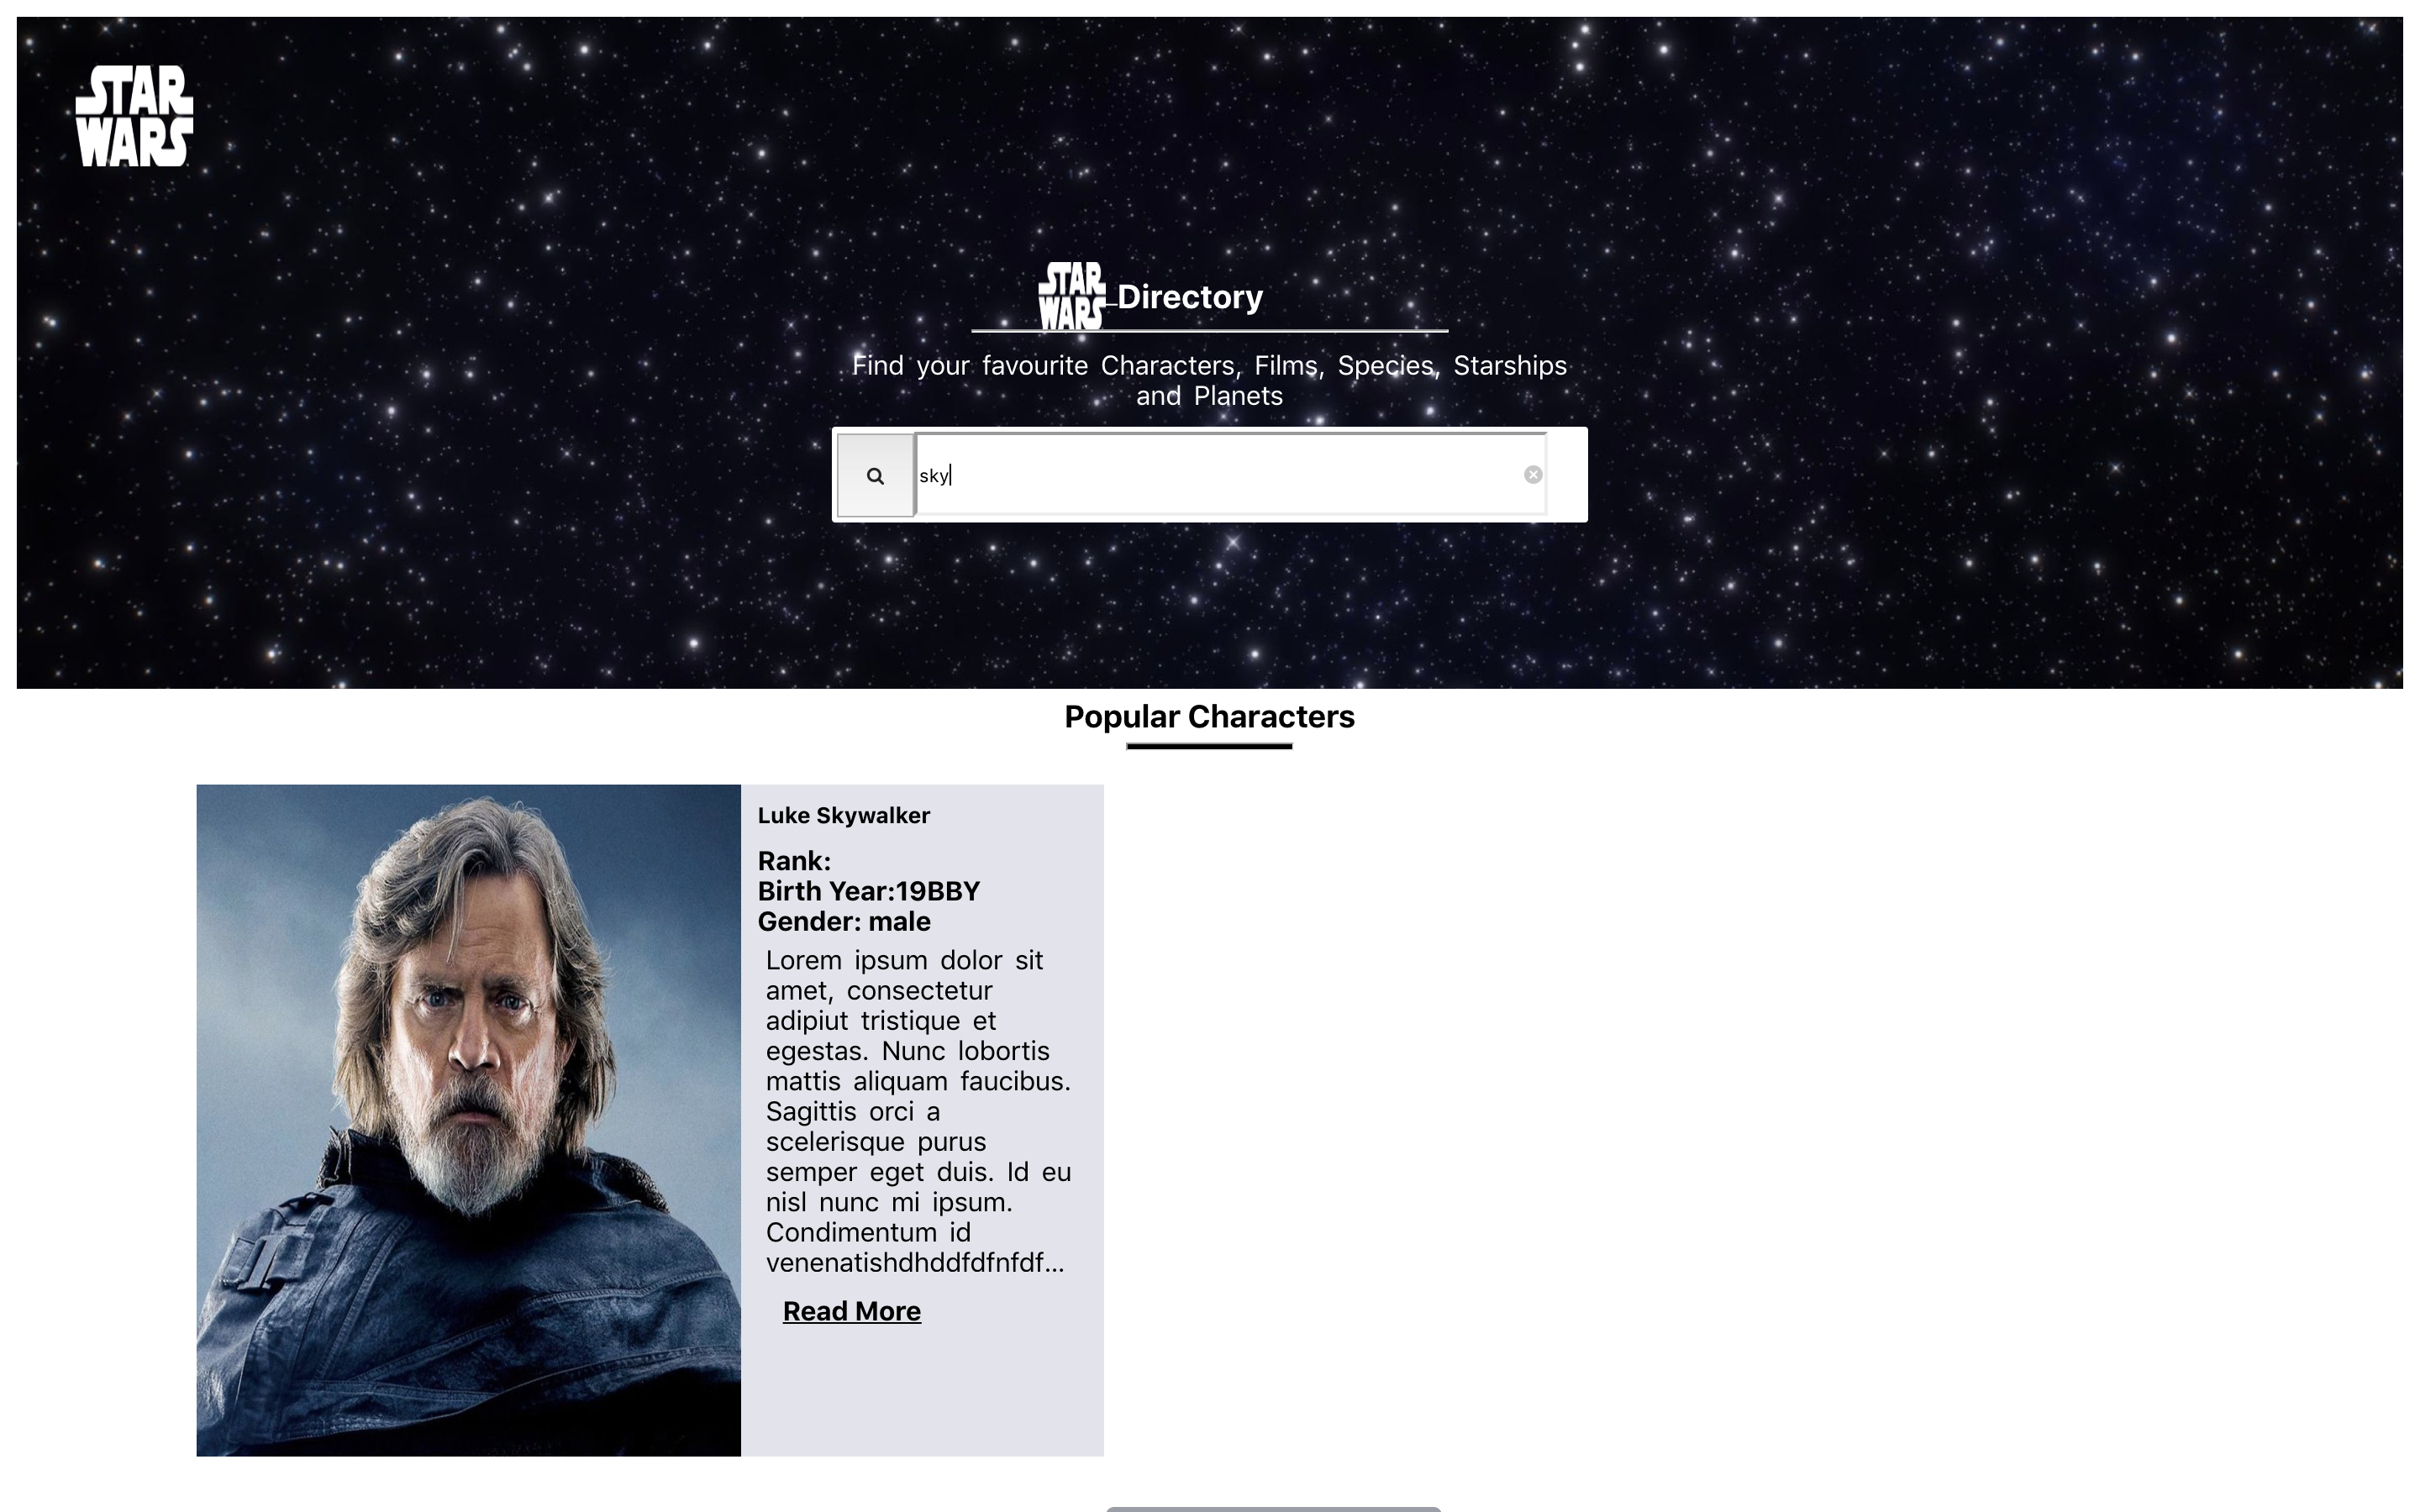 STAR
WARS
STAR
WARS Directory
Find your favourite Characters, Films, Species, Starships
and Planets
sky
Popular Characters
Luke Skywalker
Rank:
Birth Year:19BBY
Gender: male
Lorem ipsum dolor sit
amet, consectetur
adipiut tristique et
egestas. Nunc lobortis
mattis aliquam faucibus.
Sagittis orci a
scelerisque purus
semper eget duis. Id eu
nisl nunc mi ipsum.
Condimentum id
venenatishdhddfdfnfdf...
Read More